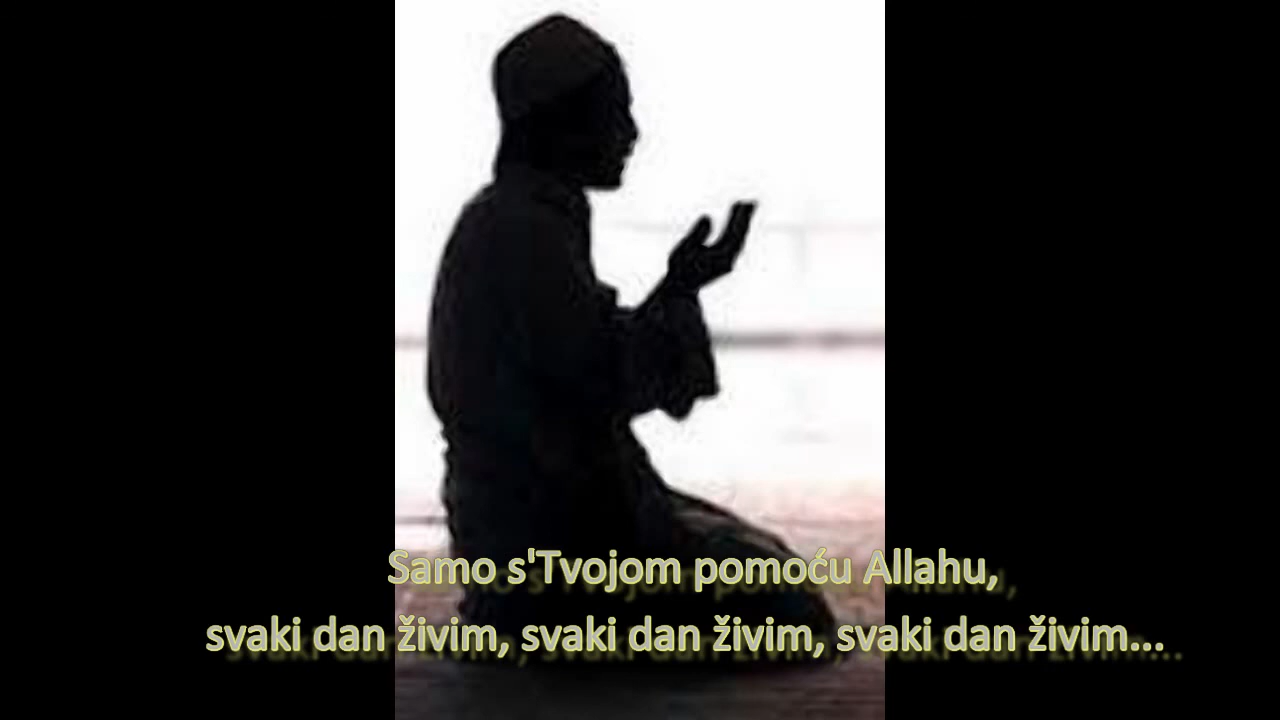 Samo s'Tvojom pomoću Allahu,
svaki dan živim, svaki dan živim, svaki dan živim...